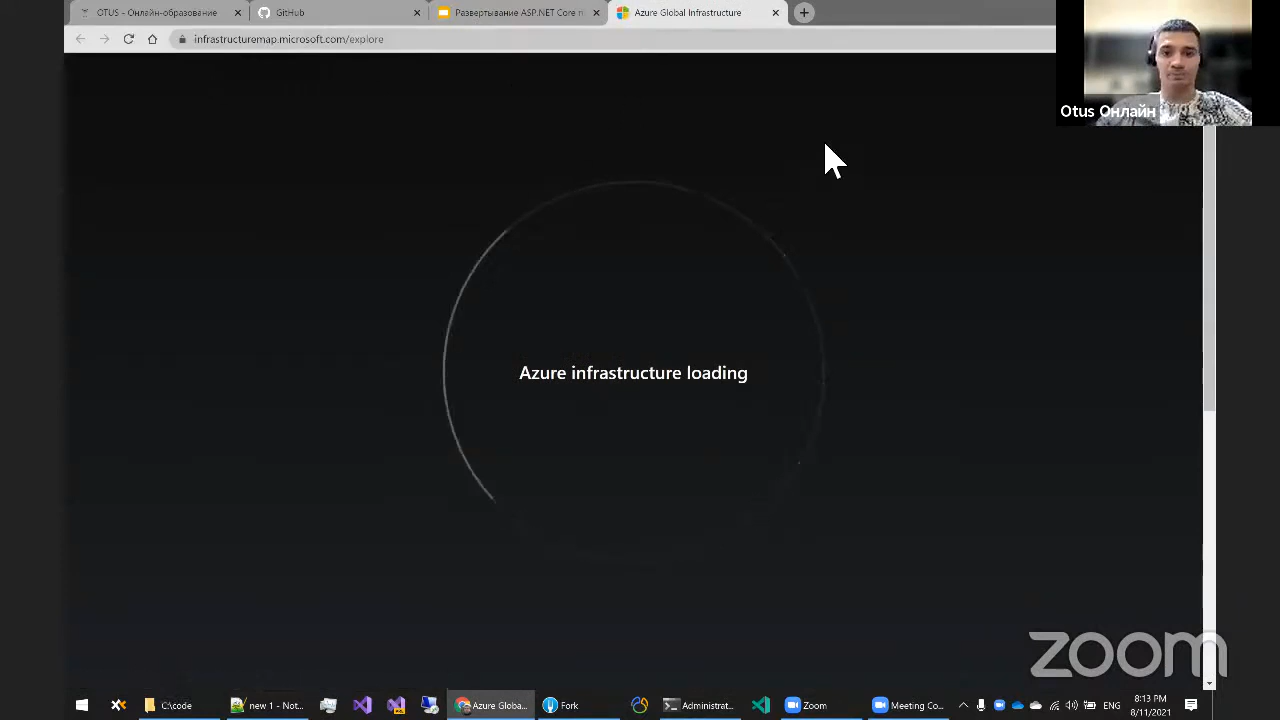 OTUS - Онлайн-образование
GitHub
Развертывание ASP.NET Core п
Azure Global Infrastructure
infrastructuremap.microsoft.com/explore
Otus Онлайн
Azure infrastructure loading
zoom
C:\code
new 1 - Not
Azure Globa...
Fork
Administrat...
Zoom
Meeting Co...
ENG
8:13 PM
8/11/2021